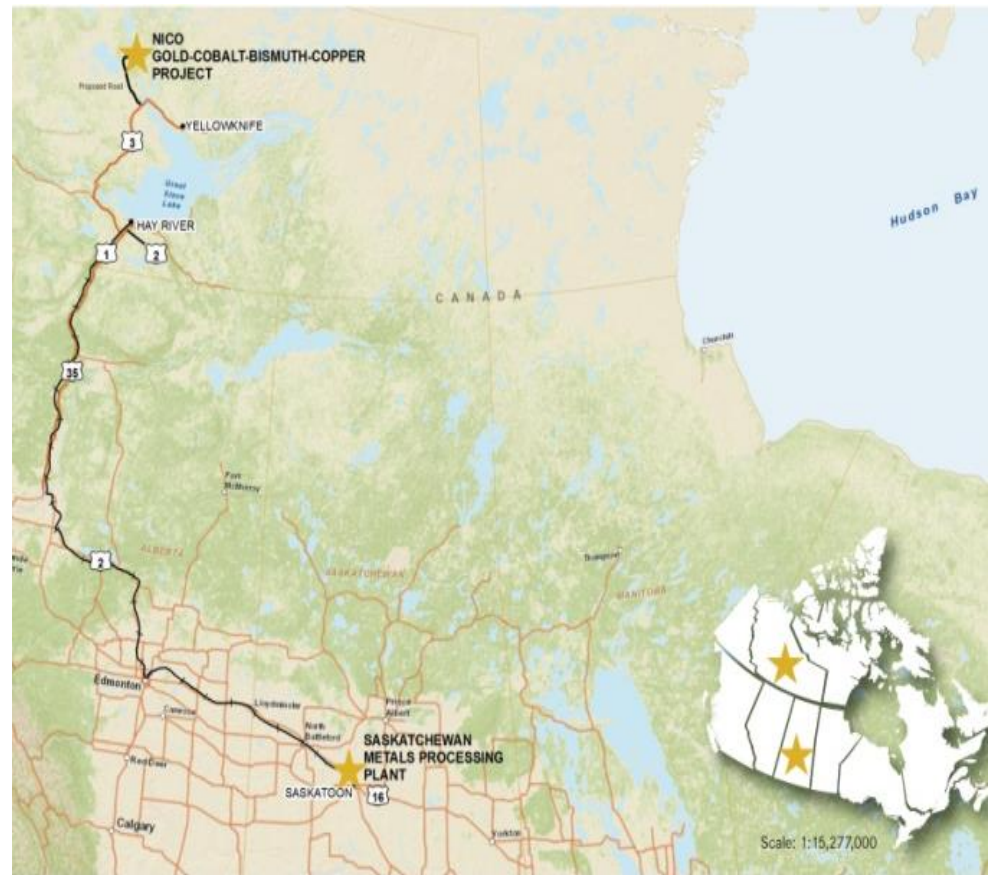 NICO
GOLD-COBALT-BISMUTH-COPPER
PROJECT
Proposed Road
YELLOWKNIFE
3
Great
Slave
Lake
HAY RIVER
1
2
Hudson Bay
CANADA
Churchill
35
Fort
McMurray
2
ALBERTA
SASKATCHEWAN
MANITOBA
Edmonton
Lloydminster
Camrose
North
Battleford
Prince
Albert
Red Deer
SASKATCHEWAN
METALS PROCESSING
PLANT
SASKATOON
16
Calgary
Yorkton
Scale: 1:15,277,000